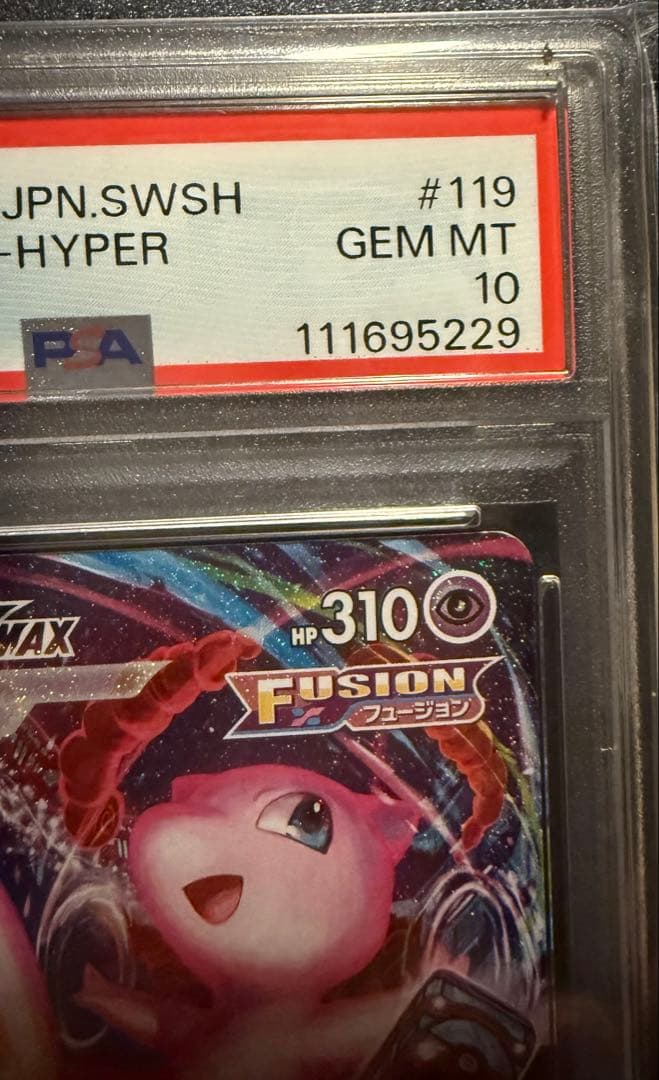 JPN.SWSH #119
-HYPER GEM MT
10
PSA 111695229
MAX
HP310
FUSION
フュージョン